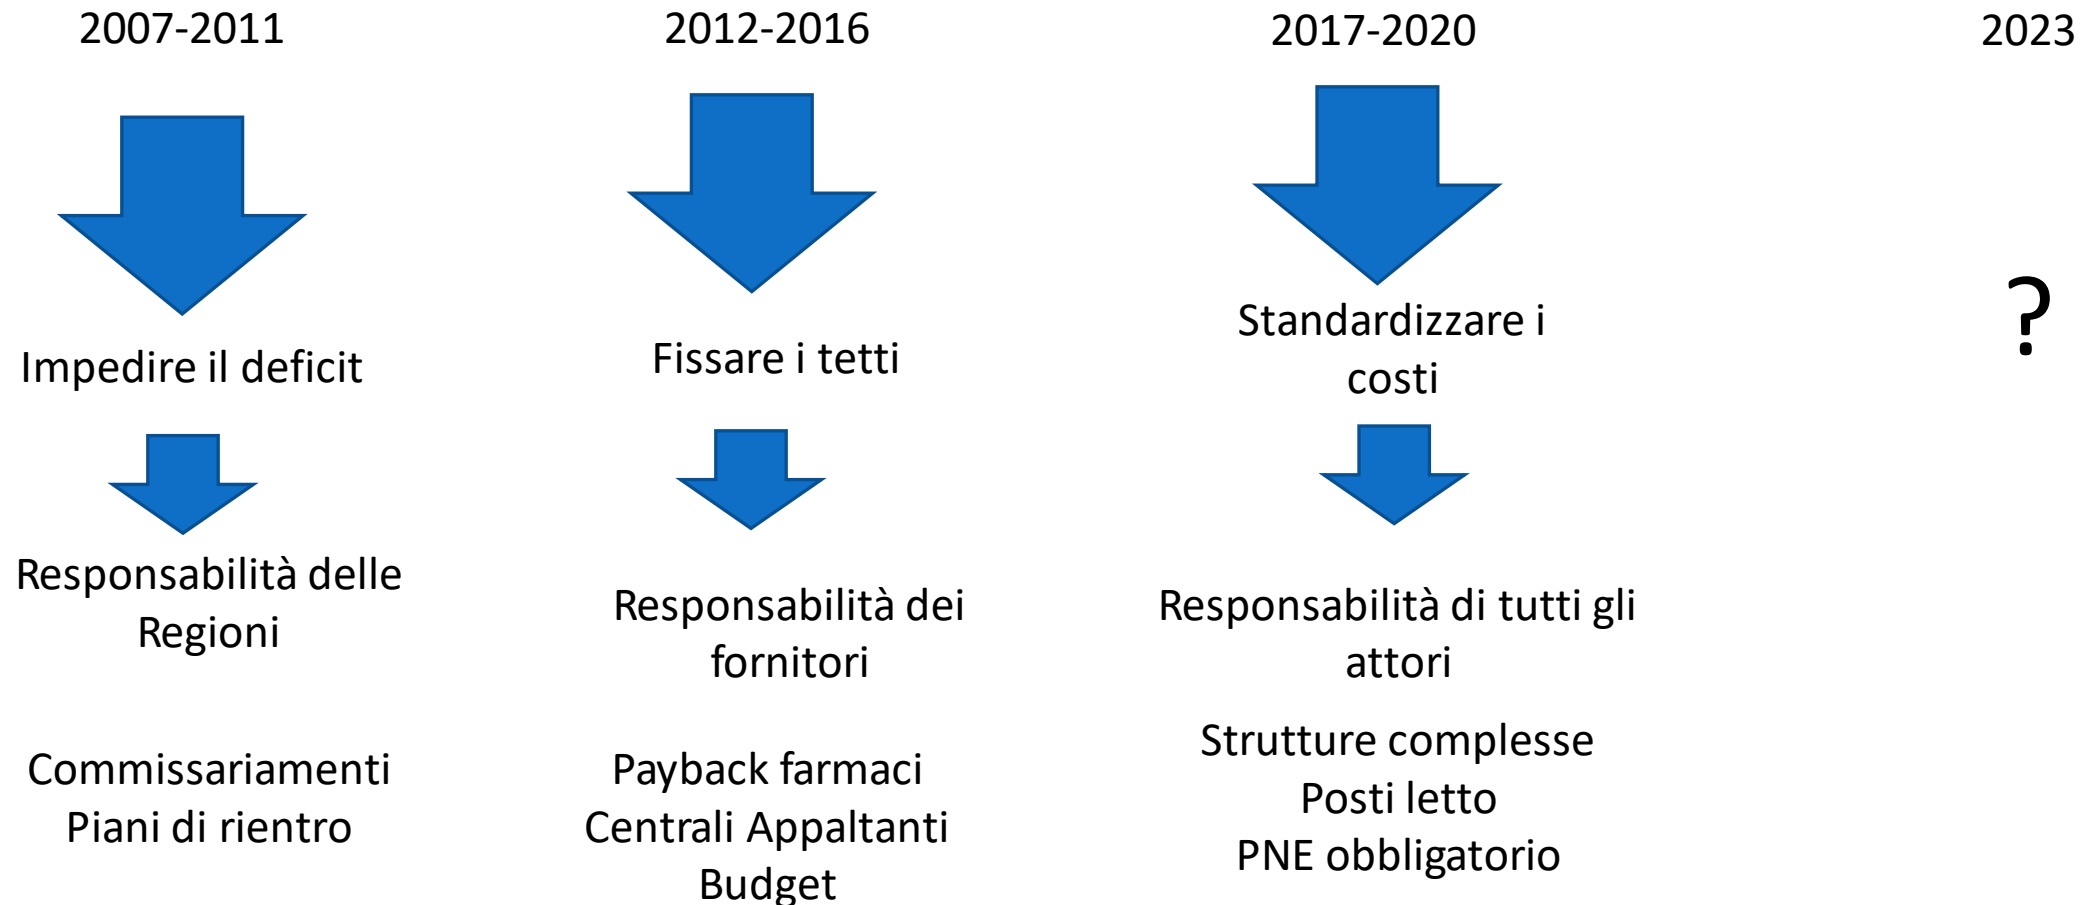 2007-2011
Impedire il deficit
Responsabilità delle
Regioni
Commissariamenti
Piani di rientro
2012-2016
Fissare i tetti
Responsabilità dei
fornitori
Payback farmaci
Centrali Appaltanti
Budget
2017-2020
Standardizzare i
costi
Responsabilità di tutti gli
attori
Strutture complesse
Posti letto
PNE obbligatorio
2023
?